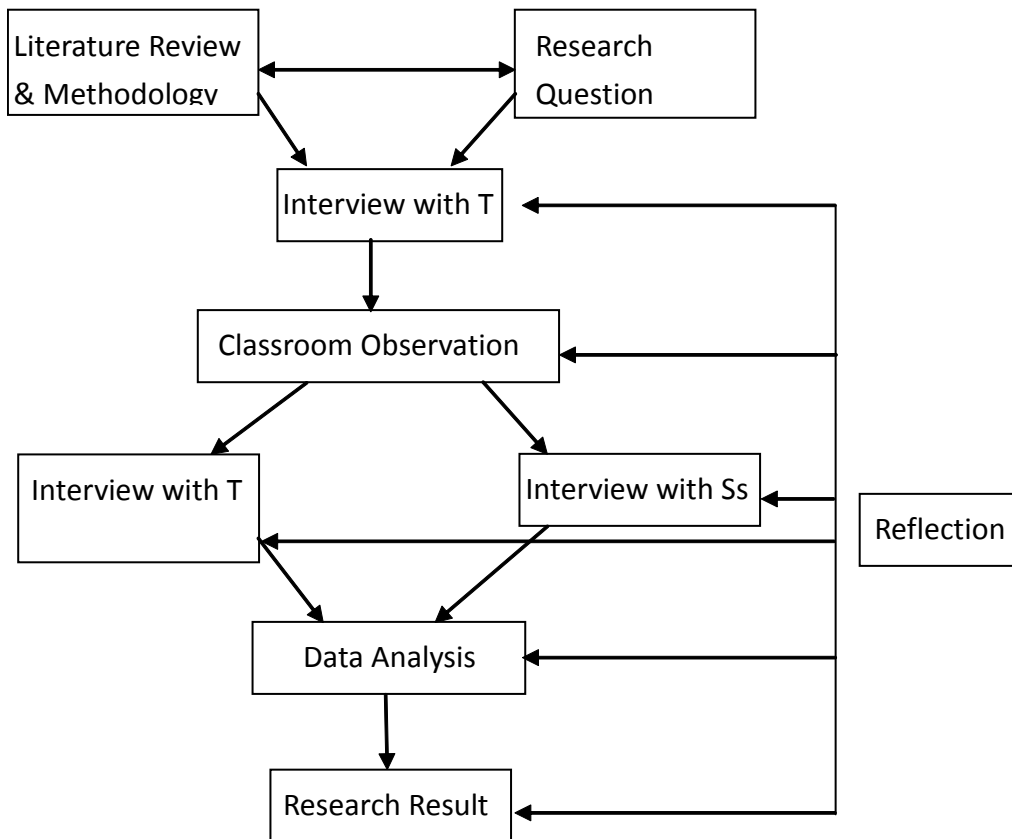 Literature Review
& Methodology
Research
Question
Interview with T
Classroom Observation
Interview with T
Interview with Ss
Reflection
Data Analysis
Research Result